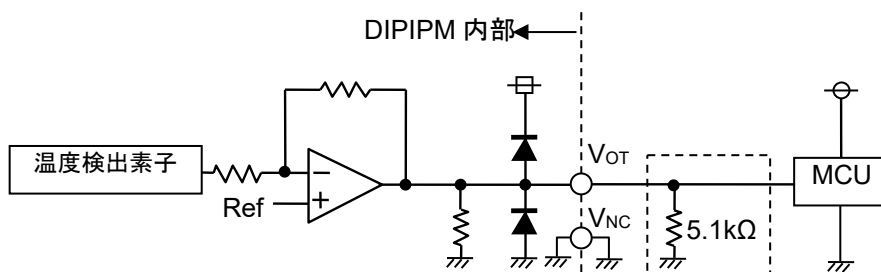 DIPIPM 内部
温度検出素子
Ref
−
+
VOT
VNC
5.1kΩ
MCU